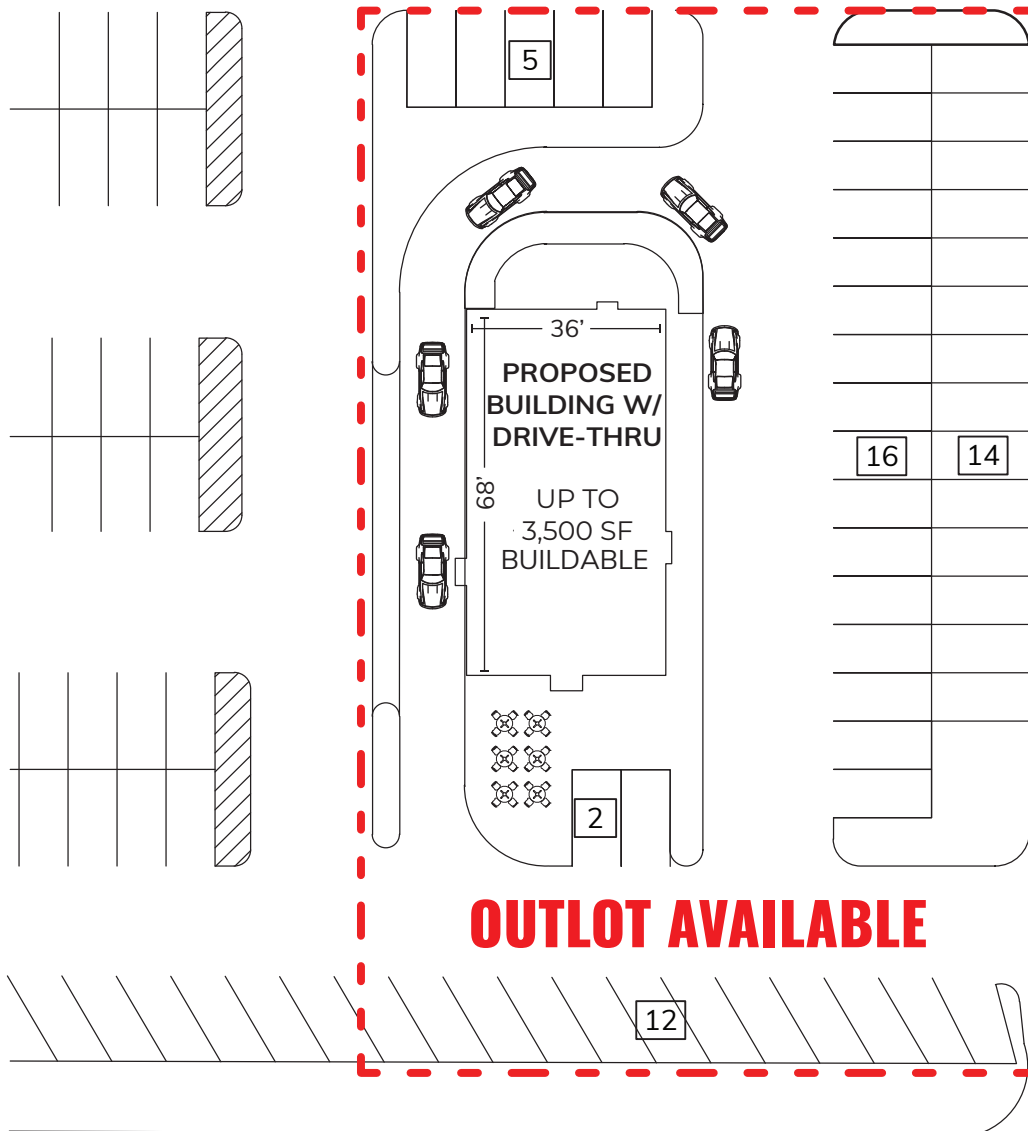 5
36’
PROPOSED
BUILDING W/
DRIVE-THRU
68’
UP TO
3,500 SF
BUILDABLE
16
14
2
OUTLOT AVAILABLE
12